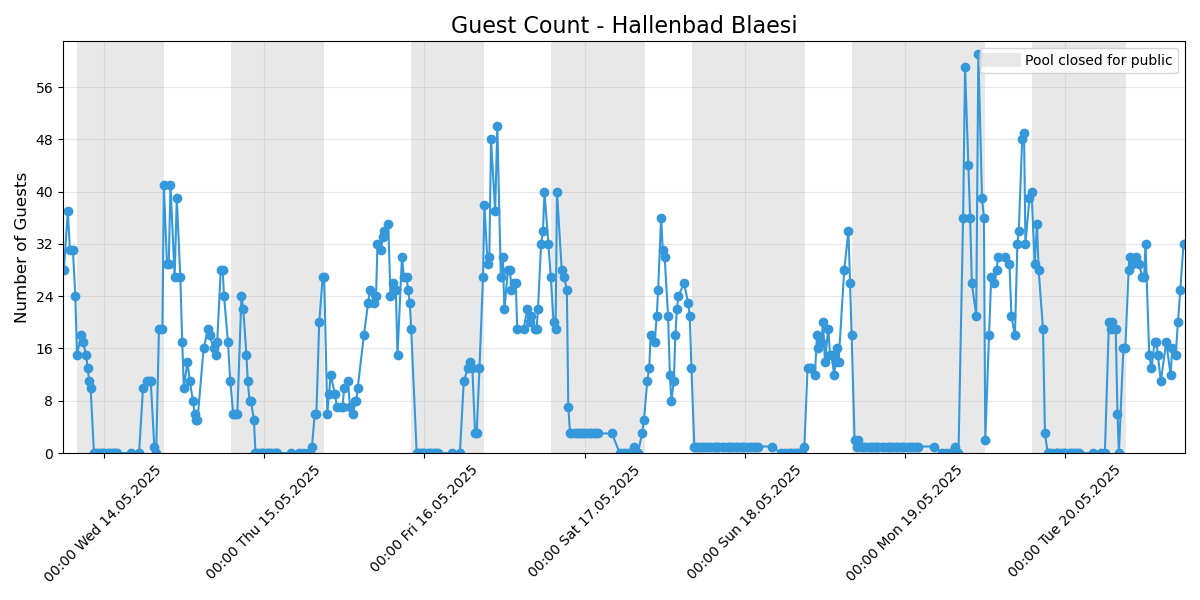 Guest Count - Hallenbad Blaesi
Pool closed for public
Number of Guests
56
48
40
32
24
16
8
0
00:00 Wed 14.05.2025
00:00 Thu 15.05.2025
00:00 Fri 16.05.2025
00:00 Sat 17.05.2025
00:00 Sun 18.05.2025
00:00 Mon 19.05.2025
00:00 Tue 20.05.2025